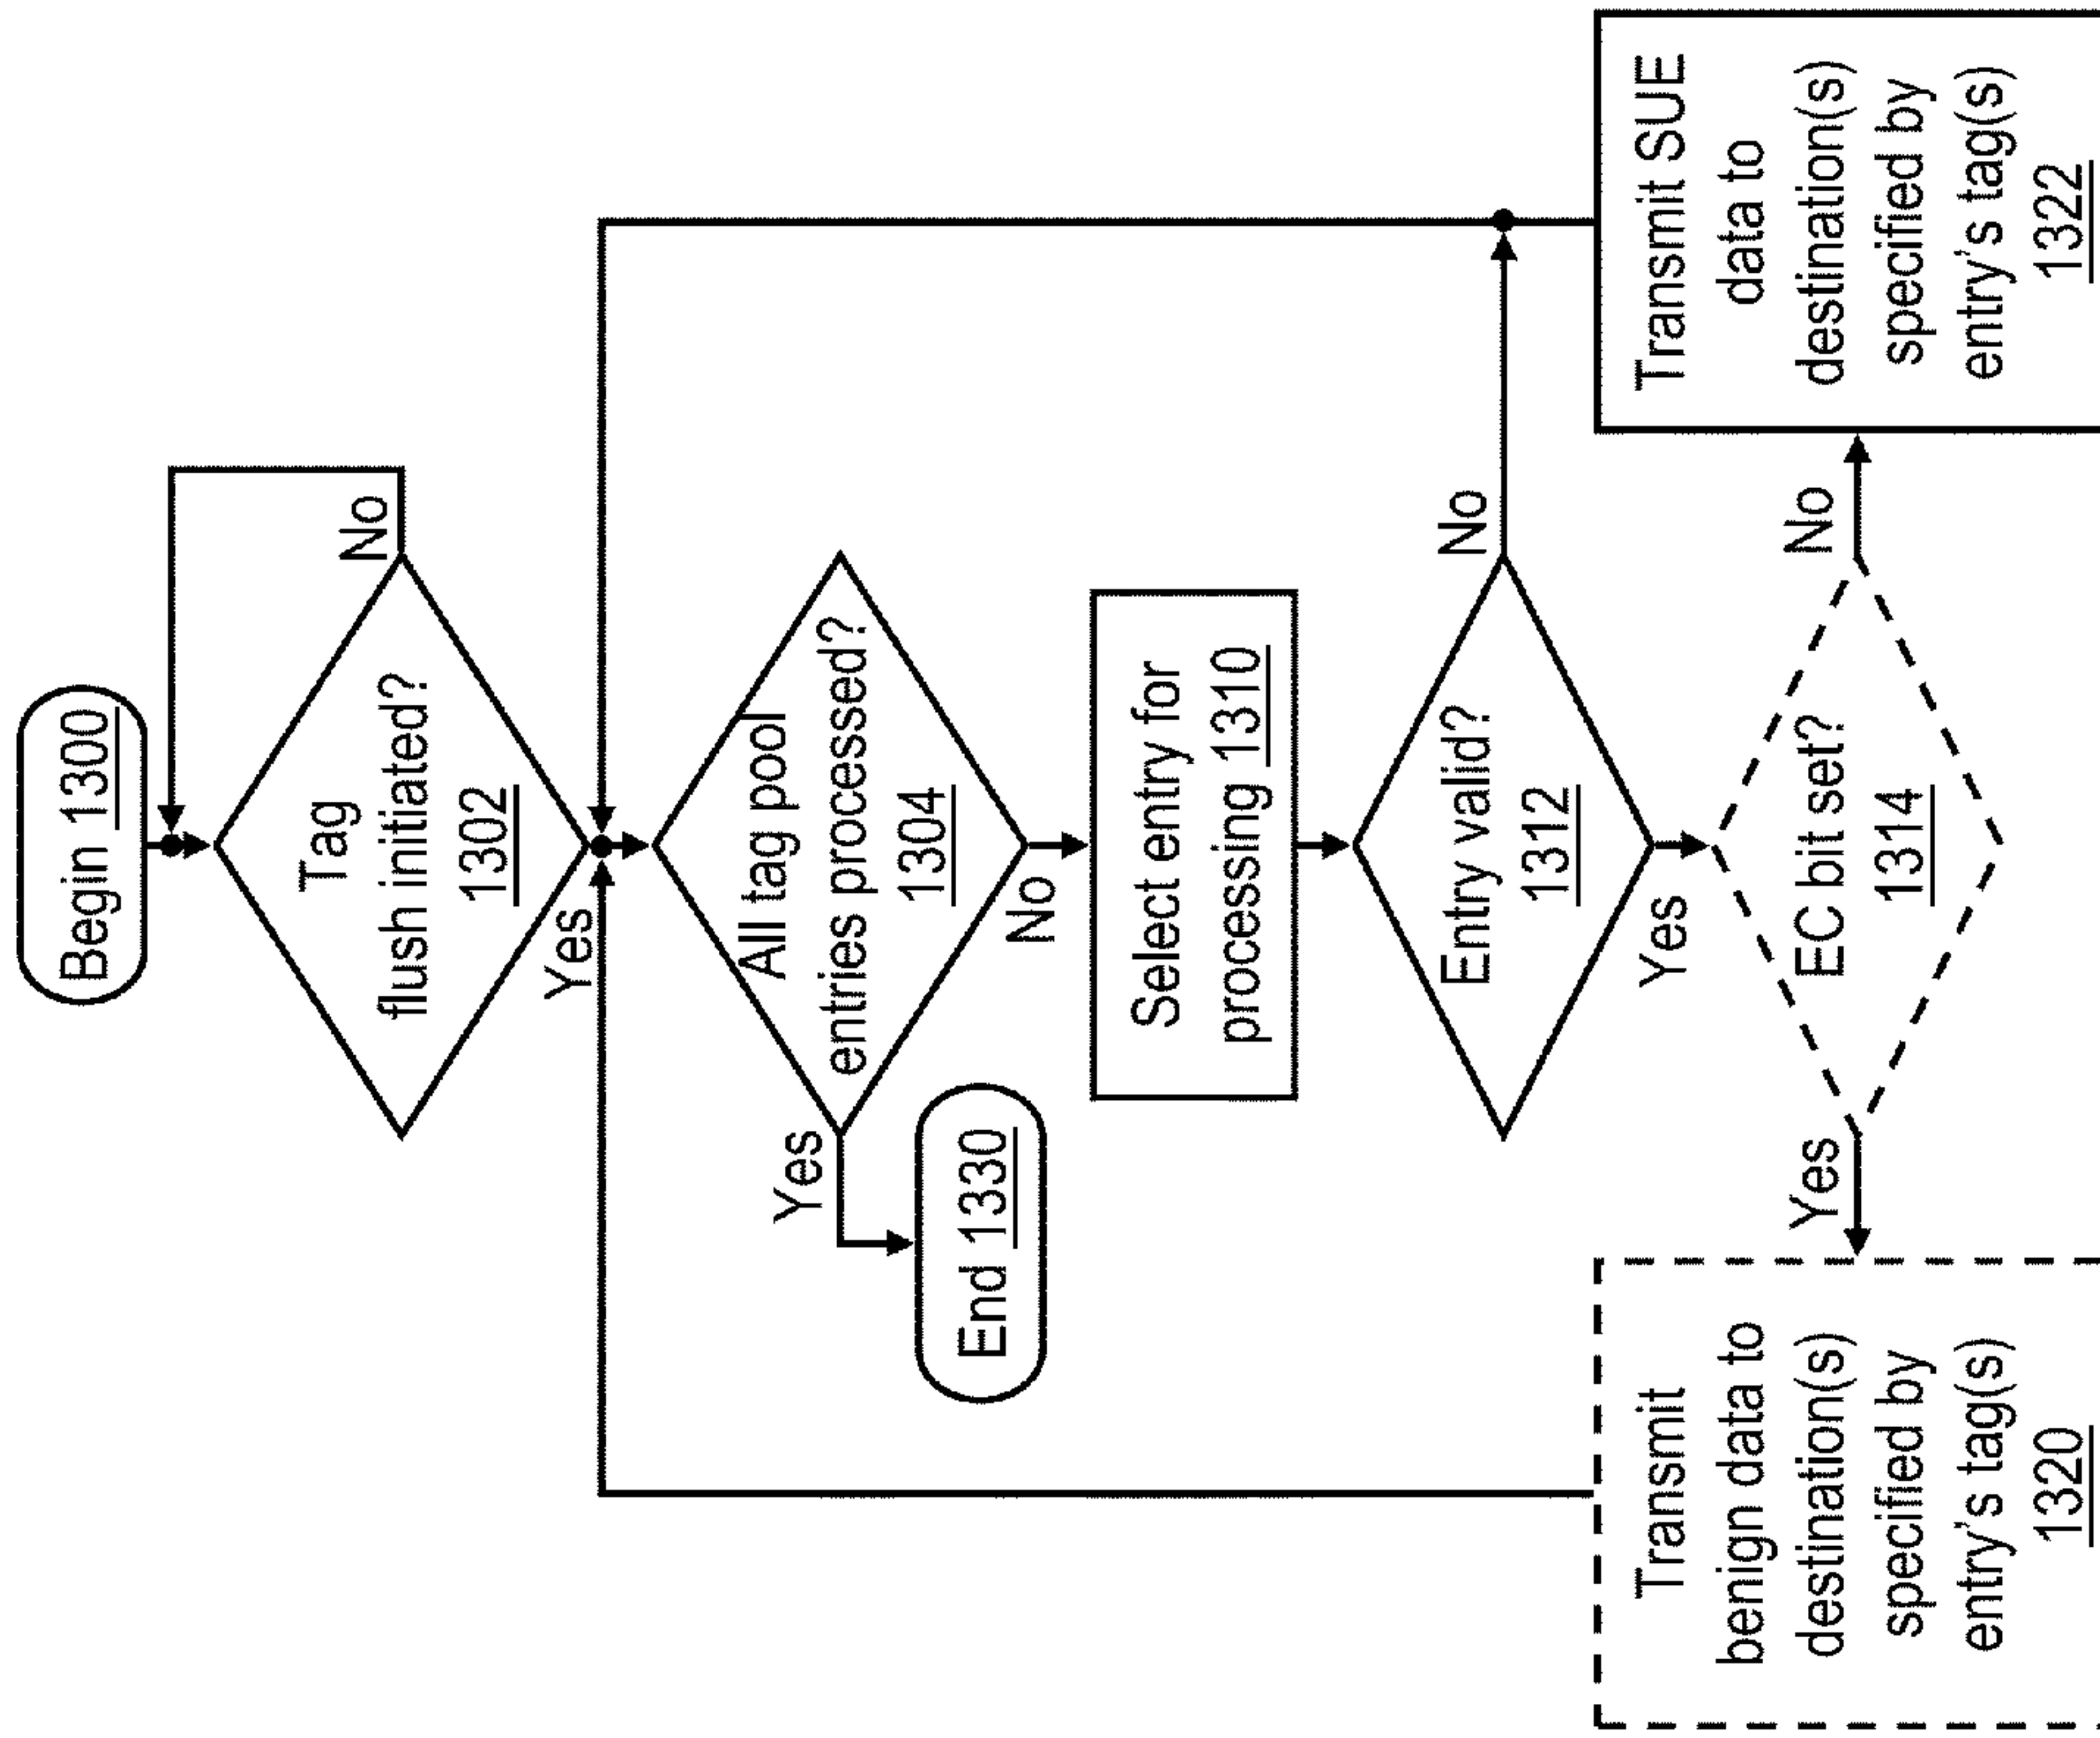 Begin 1300
Tag
flush initiated?
1302
No
Yes
All tag pool
entries processed?
1304
Yes
No
End 1330
Select entry for
processing 1310
Entry valid?
1312
No
Yes
EC bit set?
1314
Yes
No
Transmit
benign data to
destination(s)
specified by
entry's tag(s)
1320
Transmit SUE
data to
destination(s)
specified by
entry's tag(s)
1322